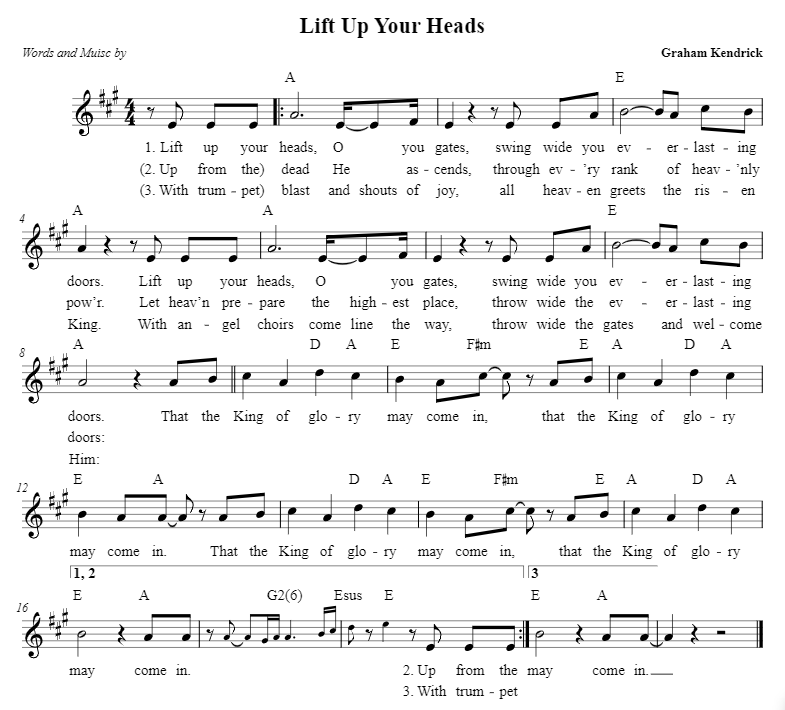 Lift Up Your Heads
Words and Muisc by Graham Kendrick
A E
1. Lift up your heads, O you gates, swing wide you ev - er - last - ing
(2. Up from the) dead He as - cends, through ev - 'ry rank of heav - 'nly
(3. With trum - pet) blast and shouts of joy, all heav - en greets the ris - en
4 A A E
doors. Lift up your heads, O you gates, swing wide you ev - er - last - ing
pow'r. Let heav'n pre - pare the high - est place, throw wide the ev - er - last - ing
King. With an - gel choirs come line the way, throw wide the gates and wel - come
8 A D A E F#m E A D A
doors. That the King of glo - ry may come in, that the King of glo - ry
doors:
Him:
12 E A D A E F#m E A D A
may come in. That the King of glo - ry may come in, that the King of glo - ry
1, 2 3
16 E A G2(6) Esus E E A
may come in. 2. Up from the may come in.
3. With trum - pet